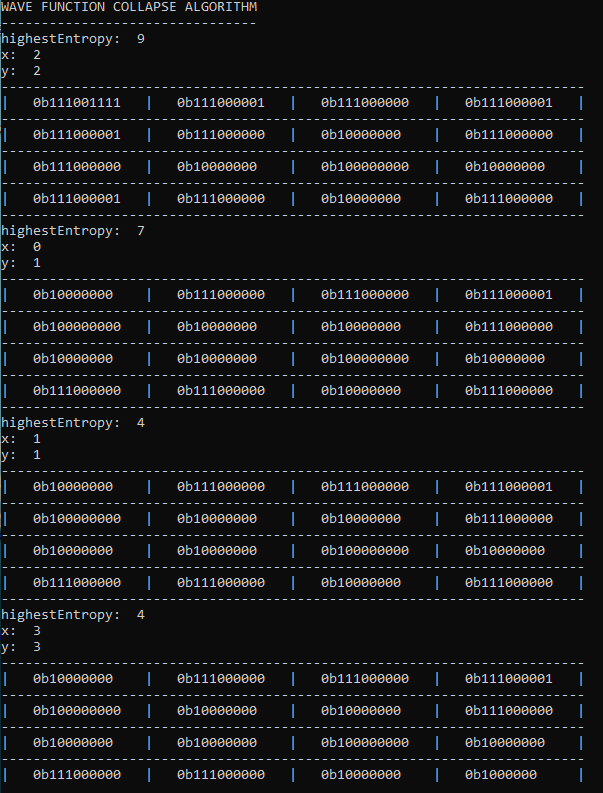 WAVE FUNCTION COLLAPSE ALGORITHM
--------------------------------
highestEntropy:  9
x:  2
y:  2
-------------------------------------------------------------------------
|   0b111001111   |   0b111000001   |   0b111000000   |   0b111000001   |
-------------------------------------------------------------------------
|   0b111000001   |   0b111000000   |   0b10000000    |   0b111000000   |
-------------------------------------------------------------------------
|   0b111000000   |   0b10000000    |   0b100000000   |   0b10000000    |
-------------------------------------------------------------------------
|   0b111000001   |   0b111000000   |   0b10000000    |   0b111000000   |
-------------------------------------------------------------------------
highestEntropy:  7
x:  0
y:  1
-------------------------------------------------------------------------
|   0b10000000    |   0b111000000   |   0b111000000   |   0b111000001   |
-------------------------------------------------------------------------
|   0b100000000   |   0b10000000    |   0b10000000    |   0b111000000   |
-------------------------------------------------------------------------
|   0b10000000    |   0b10000000    |   0b100000000   |   0b10000000    |
-------------------------------------------------------------------------
|   0b111000000   |   0b111000000   |   0b10000000    |   0b111000000   |
-------------------------------------------------------------------------
highestEntropy:  4
x:  1
y:  1
-------------------------------------------------------------------------
|   0b10000000    |   0b111000000   |   0b111000000   |   0b111000001   |
-------------------------------------------------------------------------
|   0b100000000   |   0b10000000    |   0b10000000    |   0b111000000   |
-------------------------------------------------------------------------
|   0b10000000    |   0b10000000    |   0b100000000   |   0b10000000    |
-------------------------------------------------------------------------
|   0b111000000   |   0b111000000   |   0b10000000    |   0b111000000   |
-------------------------------------------------------------------------
highestEntropy:  4
x:  3
y:  3
-------------------------------------------------------------------------
|   0b10000000    |   0b111000000   |   0b111000000   |   0b111000001   |
-------------------------------------------------------------------------
|   0b100000000   |   0b10000000    |   0b10000000    |   0b111000000   |
-------------------------------------------------------------------------
|   0b10000000    |   0b10000000    |   0b100000000   |   0b10000000    |
-------------------------------------------------------------------------
|   0b111000000   |   0b111000000   |   0b10000000    |   0b1000000     |